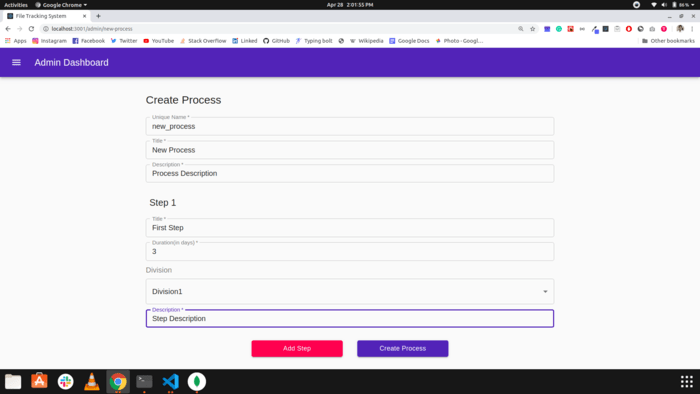 Activities Google Chrome Apr 28 2:01:55 PM 86%
File Tracking System
localhost:3001/admin/new-process
Apps Instagram Facebook Twitter YouTube Stack Overflow Linked GitHub Typing bolt Wikipedia Google Docs Photo - Googl... Other bookmarks
Admin Dashboard
Create Process
Unique Name *
new_process
Title *
New Process
Description *
Process Description
Step 1
Title *
First Step
Duration(in days) *
3
Division
Division1
Description *
Step Description
Add Step Create Process